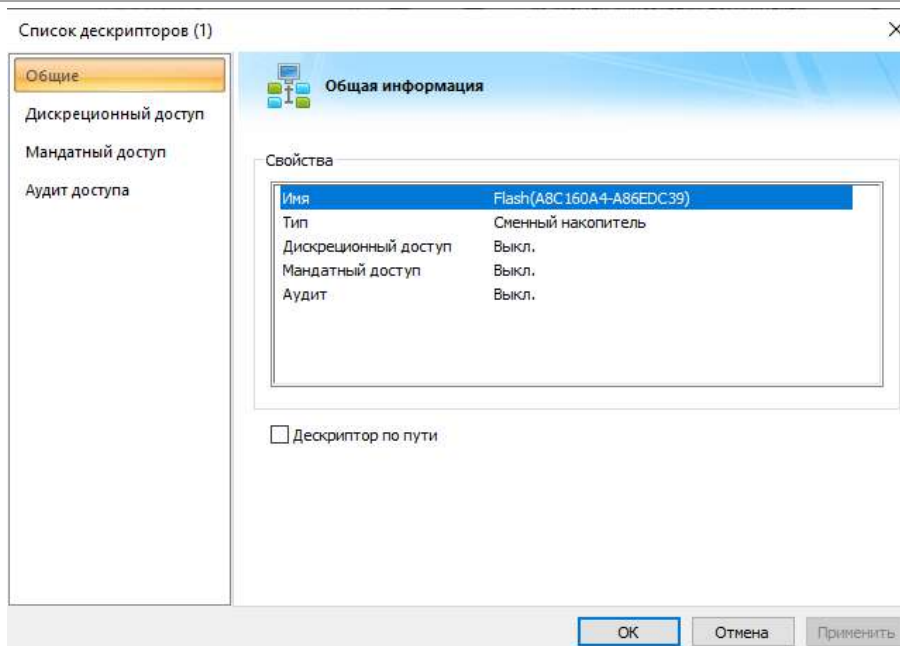 Список дескрипторов (1)
Общие
Дискреционный доступ
Мандатный доступ
Аудит доступа
Общая информация
Свойства
Имя Flash(A8C160A4-A86EDC39)
Тип Сменный накопитель
Дискреционный доступ Выкл.
Мандатный доступ Выкл.
Аудит Выкл.
Дескриптор по пути
ОК Отмена Применить